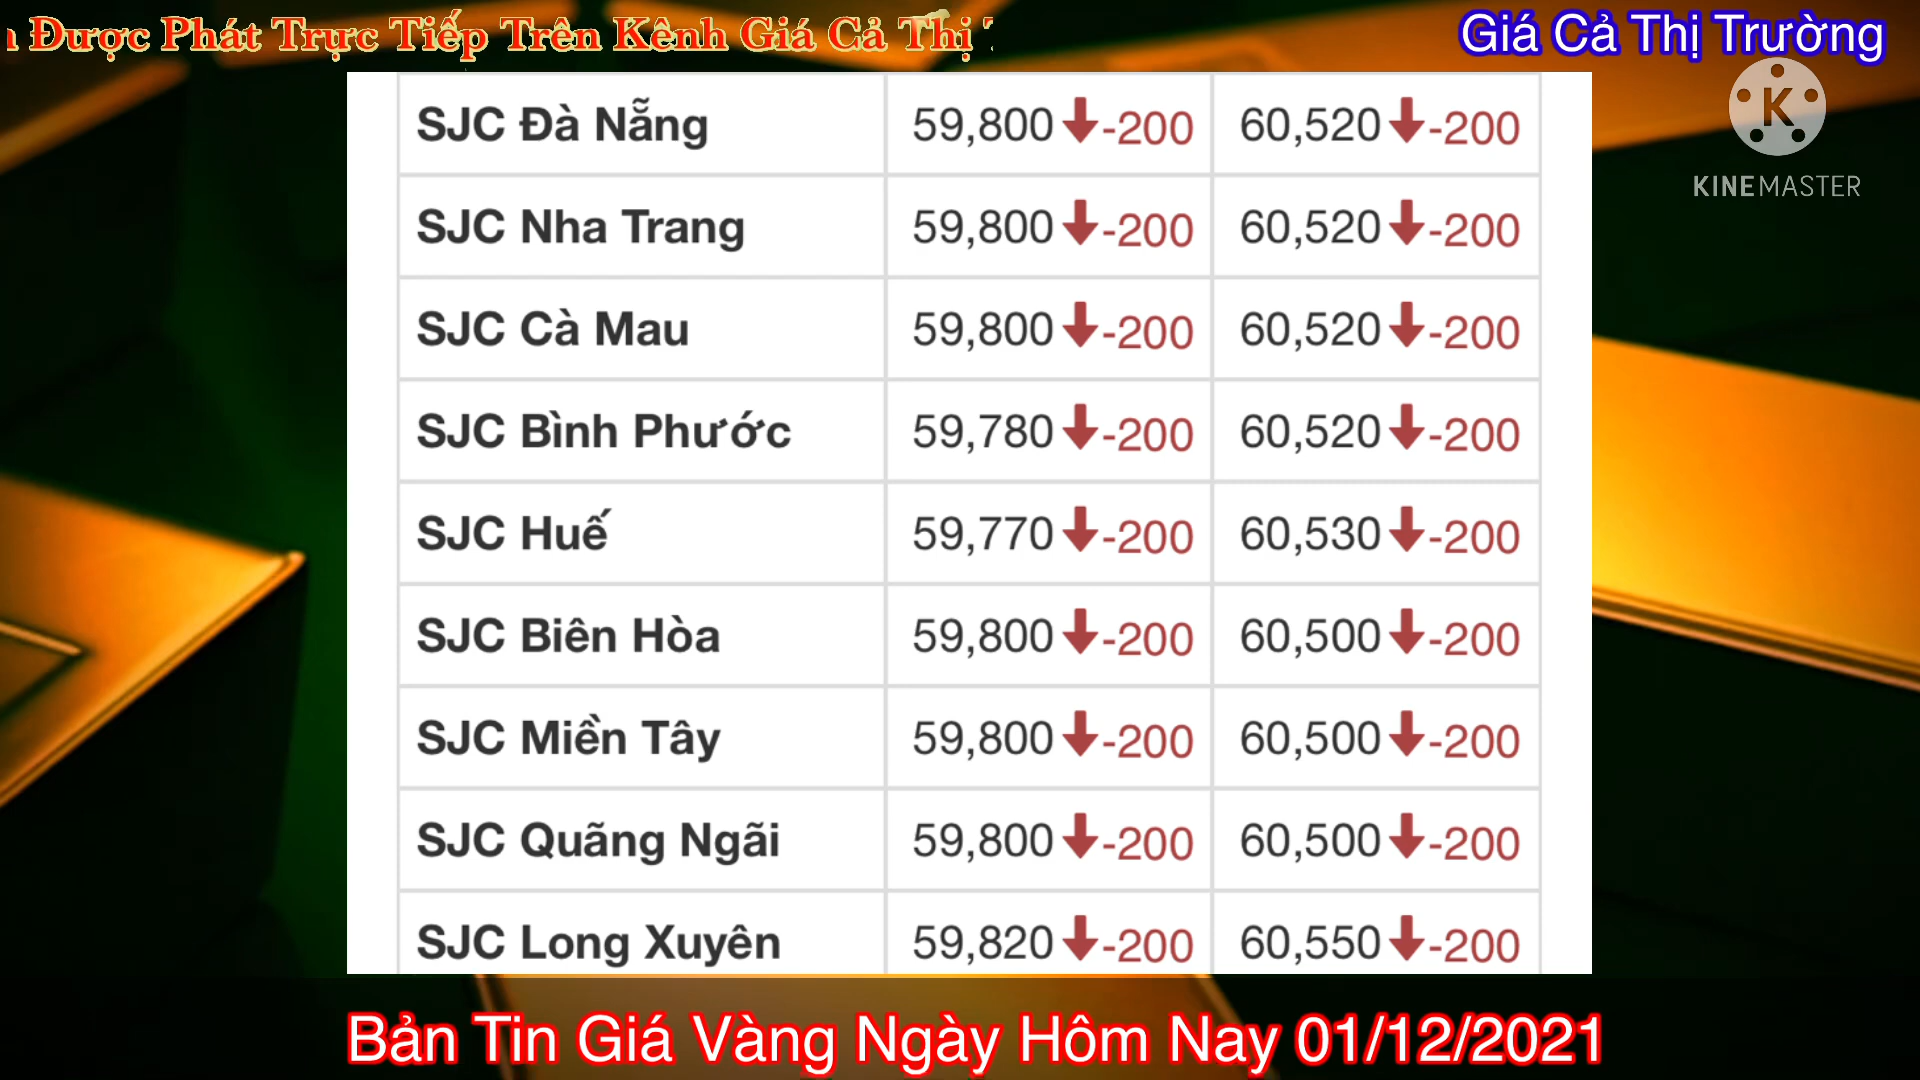 Được Phát Trực Tiếp Trên Kênh Giá Cả Thị
Giá Cả Thị Trường
K
KINEMASTER
SJC Đà Nẵng 59,800 -200 60,520 -200
SJC Nha Trang 59,800 -200 60,520 -200
SJC Cà Mau 59,800 -200 60,520 -200
SJC Bình Phước 59,780 -200 60,520 -200
SJC Huế 59,770 -200 60,530 -200
SJC Biên Hòa 59,800 -200 60,500 -200
SJC Miền Tây 59,800 -200 60,500 -200
SJC Quãng Ngãi 59,800 -200 60,500 -200
SJC Long Xuyên 59,820 -200 60,550 -200
Bản Tin Giá Vàng Ngày Hôm Nay 01/12/2021